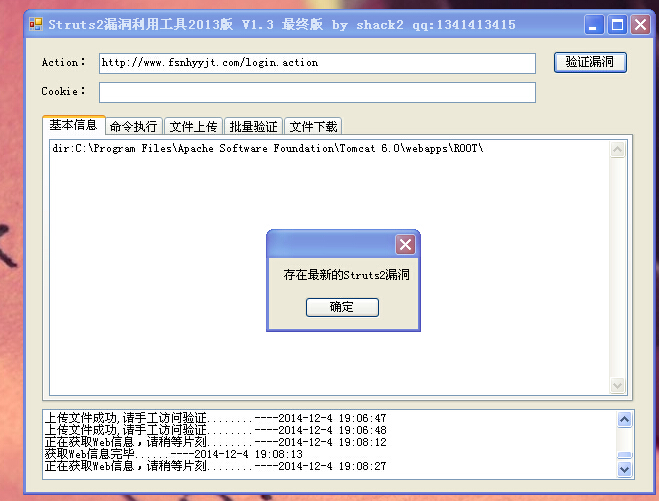 Struts2漏洞利用工具2013版 V1.3 最终版 by shack2 qq:1341413415
Action: http://www.fsnhyyjt.com/login.action 验证漏洞
Cookie:
基本信息 命令执行 文件上传 批量验证 文件下载
dir:C:\Program Files\Apache Software Foundation\Tomcat 6.0\webapps\ROOT\
存在最新的Struts2漏洞
确定
上传文件成功,请手工访问验证........----2014-12-4 19:06:47
上传文件成功,请手工访问验证........----2014-12-4 19:06:48
正在获取Web信息，请稍等片刻........----2014-12-4 19:08:12
获取Web信息完毕......----2014-12-4 19:08:13
正在获取Web信息，请稍等片刻........----2014-12-4 19:08:27